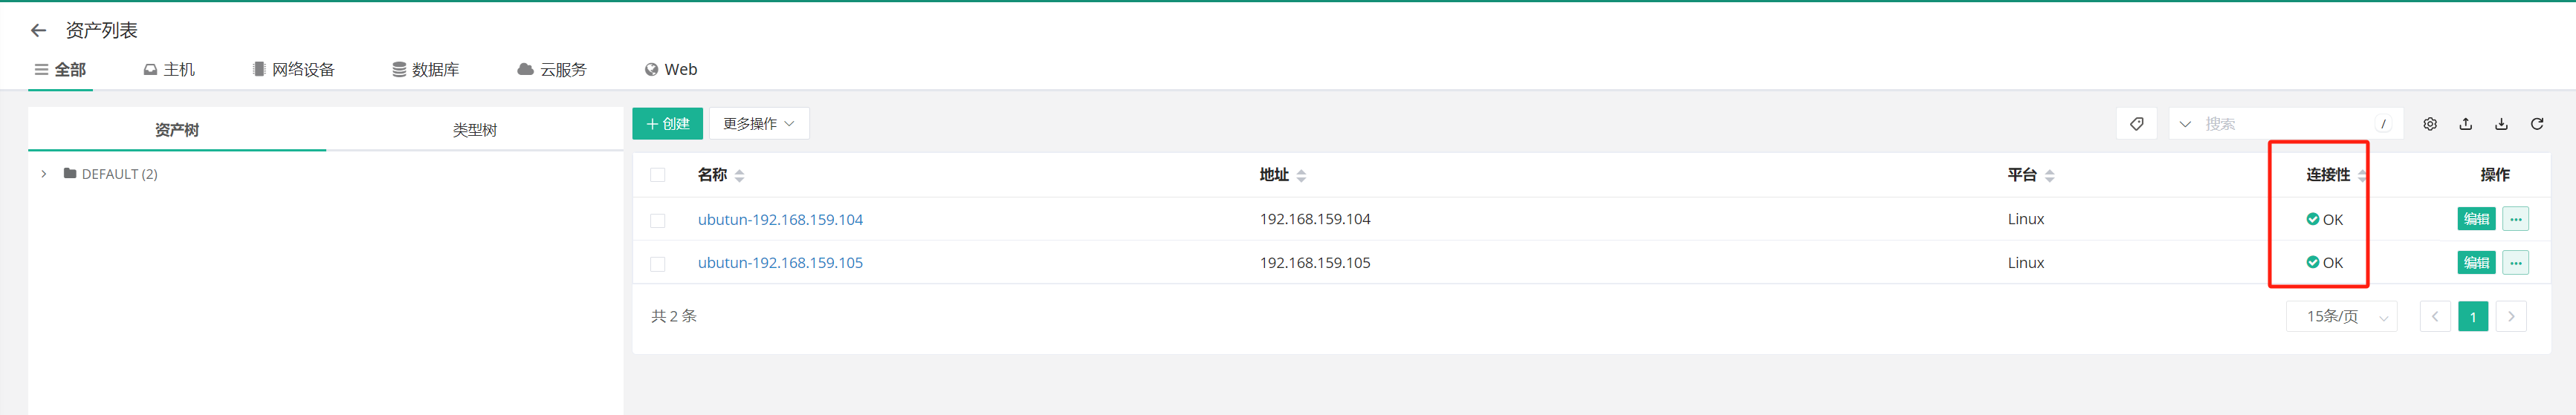 资产列表
全部 主机 网络设备 数据库 云服务 Web
资产树 类型树
DEFAULT (2)
创建 更多操作 搜索 /
名称 地址 平台 连接性 操作
ubutun-192.168.159.104 192.168.159.104 Linux OK 编辑 ...
ubutun-192.168.159.105 192.168.159.105 Linux OK 编辑 ...
共 2 条 15条/页 1